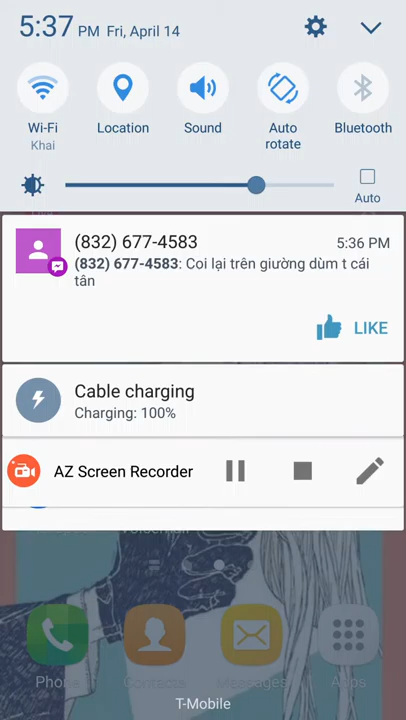 5:37 PM Fri, April 14
Wi-Fi
Khai
Location
Sound
Auto
rotate
Bluetooth
Auto
(832) 677-4583
5:36 PM
(832) 677-4583: Coi lại trên giường dùm t cái
tân
LIKE
Cable charging
Charging: 100%
AZ Screen Recorder
Phone
Contacts
Messages
Apps
T-Mobile